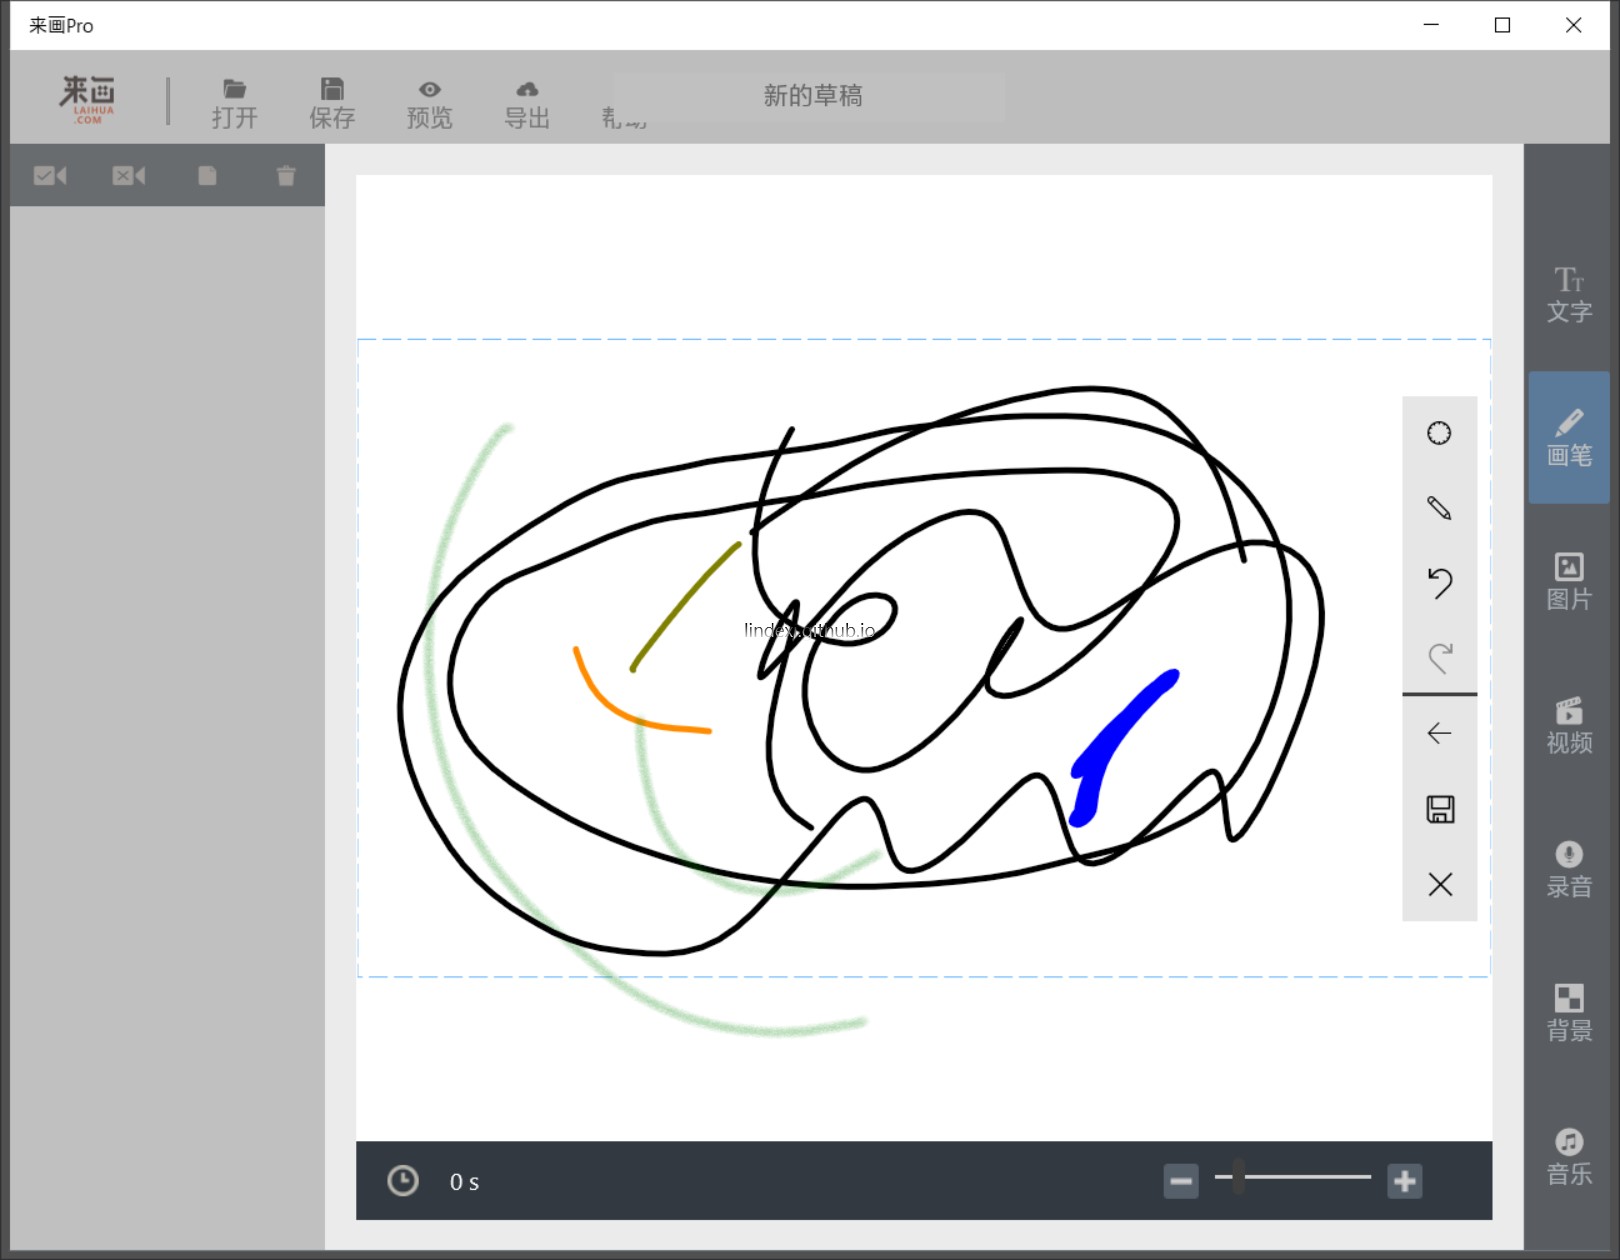 来画Pro
来画
LAIHUA
.COM
打开
保存
预览
导出
帮助
新的草稿
文字
画笔
图片
视频
录音
背景
音乐
lindexi.github.io
0 s